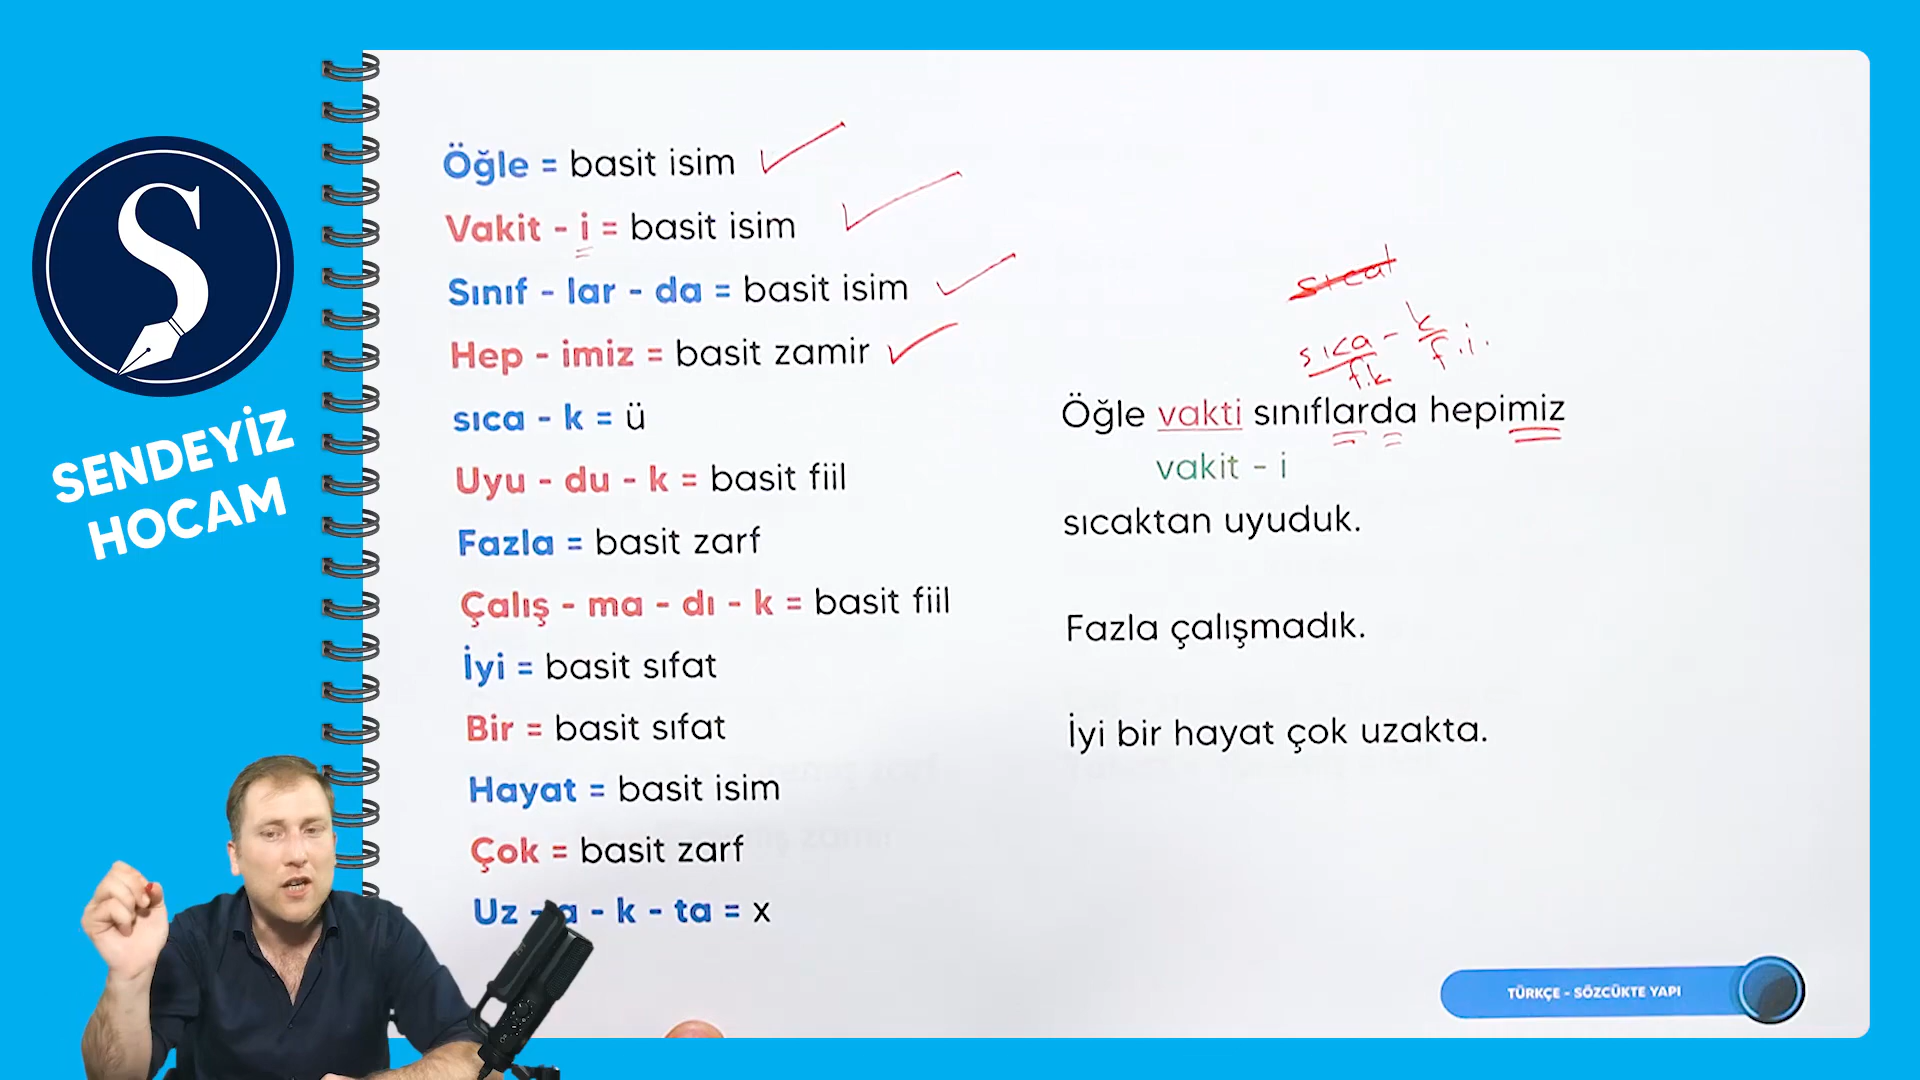 S
SENDEYİZ
HOCAM
Öğle = basit isim
Vakit - i = basit isim
Sınıf - lar - da = basit isim
Hep - imiz = basit zamir
sıca - k = ü
Uyu - du - k = basit fiil
Fazla = basit zarf
Çalış - ma - dı - k = basit fiil
İyi = basit sıfat
Bir = basit sıfat
Hayat = basit isim
Çok = basit zarf
Uz - a - k - ta = x
sıca - k
f.k f.i.
Öğle vakti sınıflarda hepimiz
vakit - i
sıcaktan uyuduk.
Fazla çalışmadık.
İyi bir hayat çok uzakta.
TÜRKÇE - SÖZCÜKTE YAPI